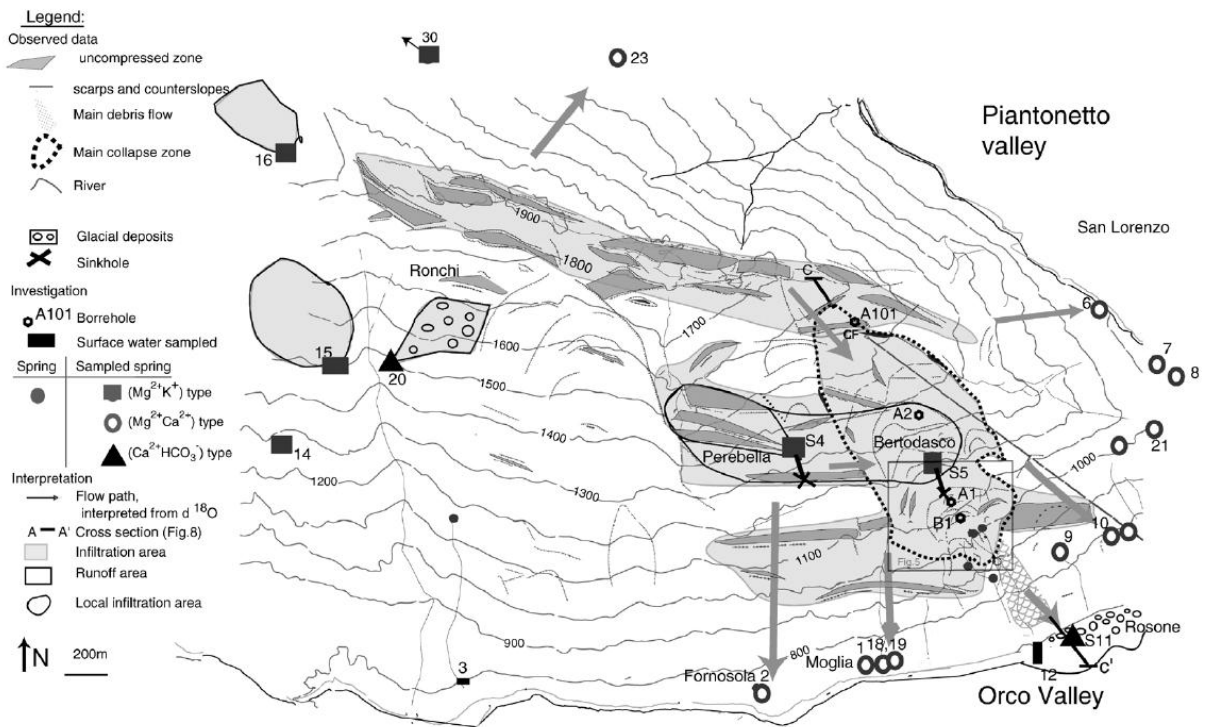 Legend:
Observed data
uncompressed zone
scarps and counterslopes
Main debris flow
Main collapse zone
River
Glacial deposits
Sinkhole
Investigation
A101 Borrehole
Surface water sampled
Spring Sampled spring
(Mg2+K+) type
(Mg2+Ca2+) type
(Ca2+HCO3-) type
Interpretation
Flow path,
interpreted from d 18O
A A' Cross section (Fig.8)
Infiltration area
Runoff area
Local infiltration area
N 200m
30
23
Piantonetto
valley
16
1900
San Lorenzo
1800
Ronchi
C
A101
CF
6
1700
7
8
15
1600
20
1500
A2
S4
Bertodasco
21
1400
Perebella
14
1200
S5
1000
1300
A1
B1
10
9
1100
Fig.5
900
800
1 18,19
Moglia
S11
Rosone
3
Fornosola 2
12
C'
Orco Valley